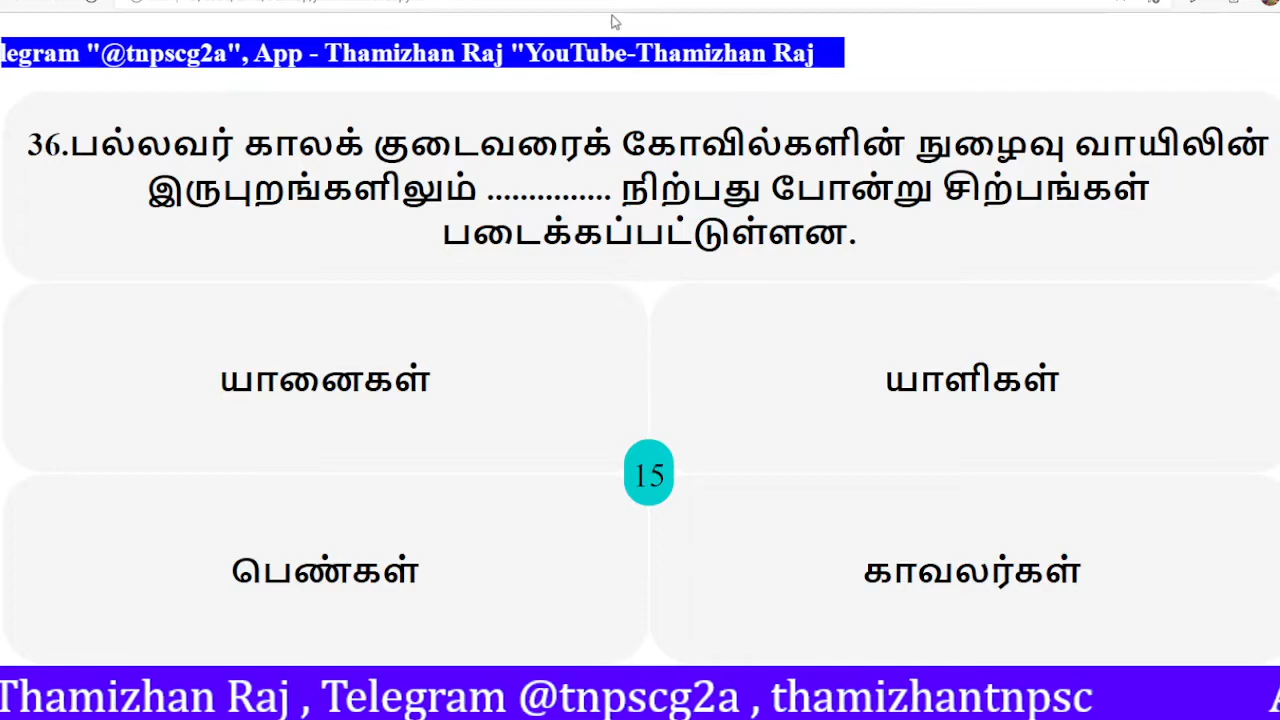 legram "@tnpscg2a", App - Thamizhan Raj "YouTube-Thamizhan Raj
36.பல்லவர் காலக் குடைவரைக் கோவில்களின் நுழைவு வாயிலின்
இருபுறங்களிலும் ............... நிற்பது போன்று சிற்பங்கள்
படைக்கப்பட்டுள்ளன.
யானைகள்
யாளிகள்
15
பெண்கள்
காவலர்கள்
Thamizhan Raj , Telegram @tnpscg2a , thamizhantnpsc